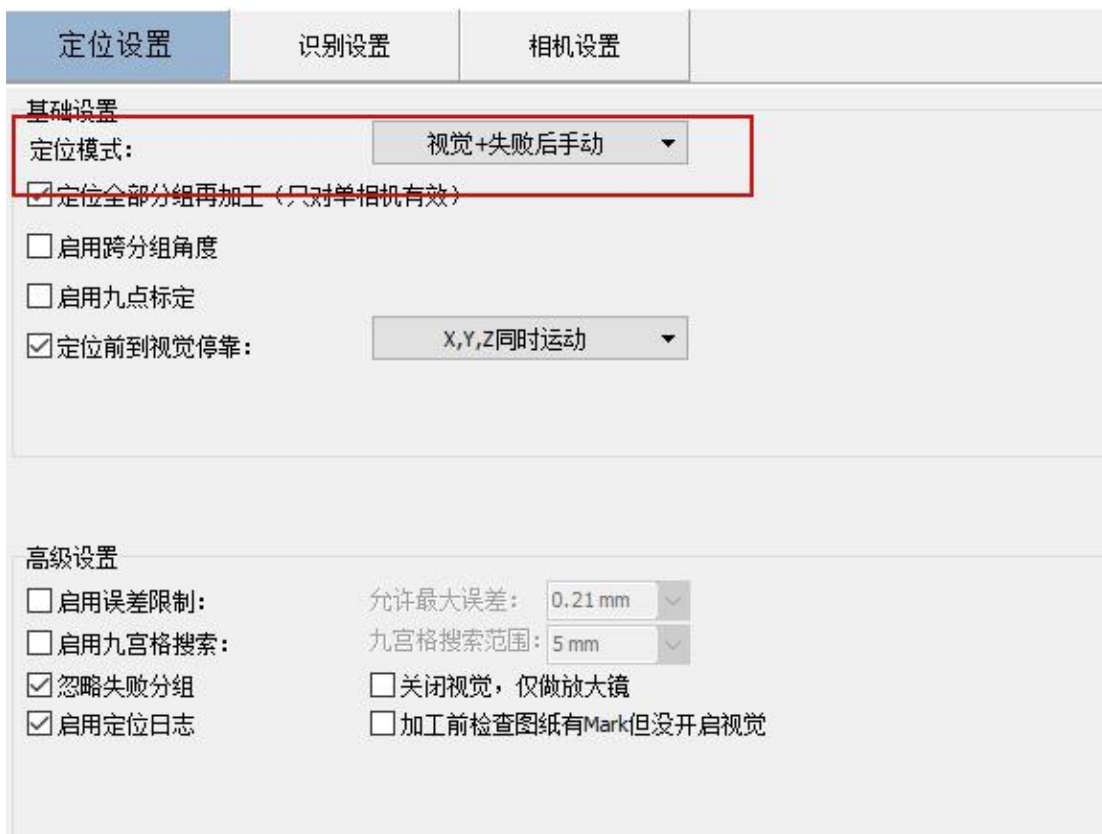 定位设置 识别设置 相机设置
基础设置
定位模式： 视觉+失败后手动
定位全部分组再加工（只对单相机有效）
启用跨分组角度
启用九点标定
定位前到视觉停靠： X,Y,Z同时运动
高级设置
启用误差限制： 允许最大误差： 0.21 mm
启用九宫格搜索： 九宫格搜索范围： 5 mm
忽略失败分组 关闭视觉，仅做放大镜
启用定位日志 加工前检查图纸有Mark但没开启视觉